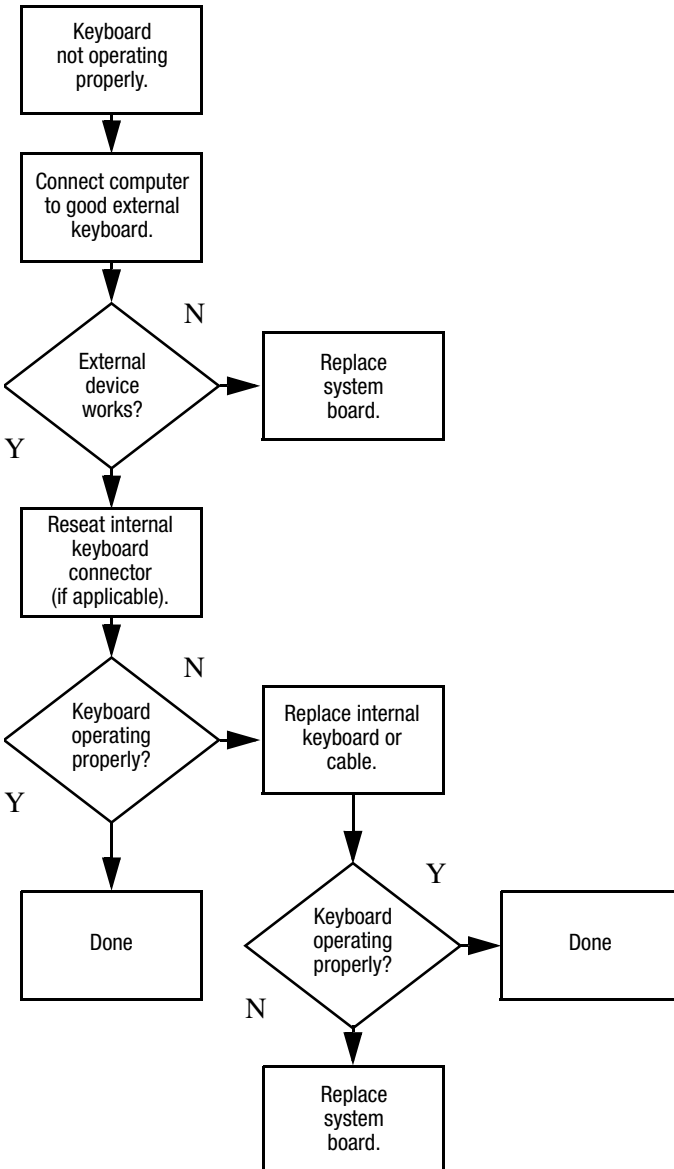 Keyboard
not operating
properly.
Connect computer
to good external
keyboard.
N
External
device
works?
Replace
system
board.
Y
Reseat internal
keyboard
connector
(if applicable).
N
Keyboard
operating
properly?
Replace internal
keyboard or
cable.
Y
Y
Done
Keyboard
operating
properly?
Done
N
Replace
system
board.